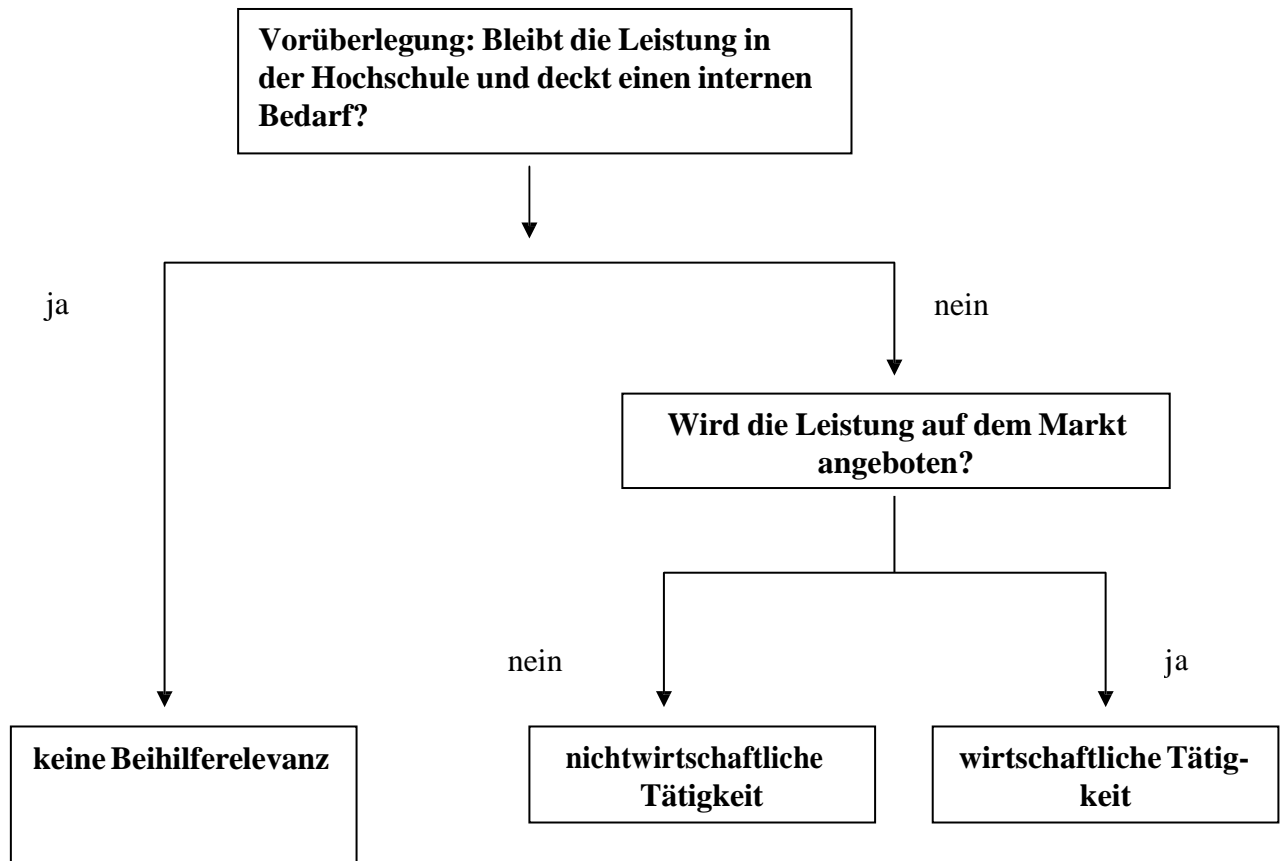 Vorüberlegung: Bleibt die Leistung in
der Hochschule und deckt einen internen
Bedarf?
ja
nein
Wird die Leistung auf dem Markt
angeboten?
nein
ja
keine Beihilferelevanz
nichtwirtschaftliche
Tätigkeit
wirtschaftliche Tätig-
keit